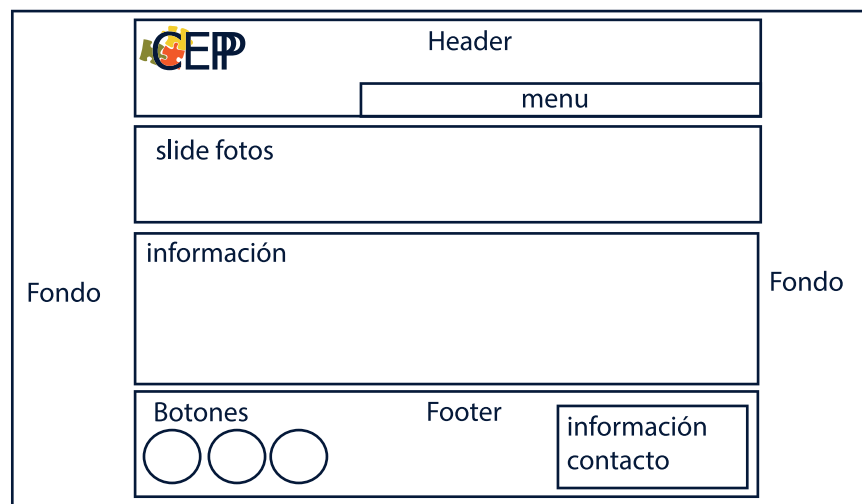 CEPP
Header
menu
slide fotos
información
Fondo
Fondo
Botones
Footer
información
contacto